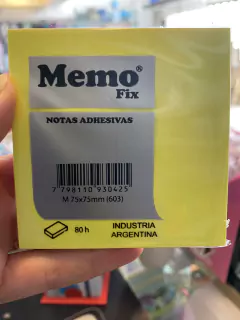 Memo®
Fix
NOTAS ADHESIVAS
7 798110 930425
M 75x75mm (603)
80 h
INDUSTRIA
ARGENTINA